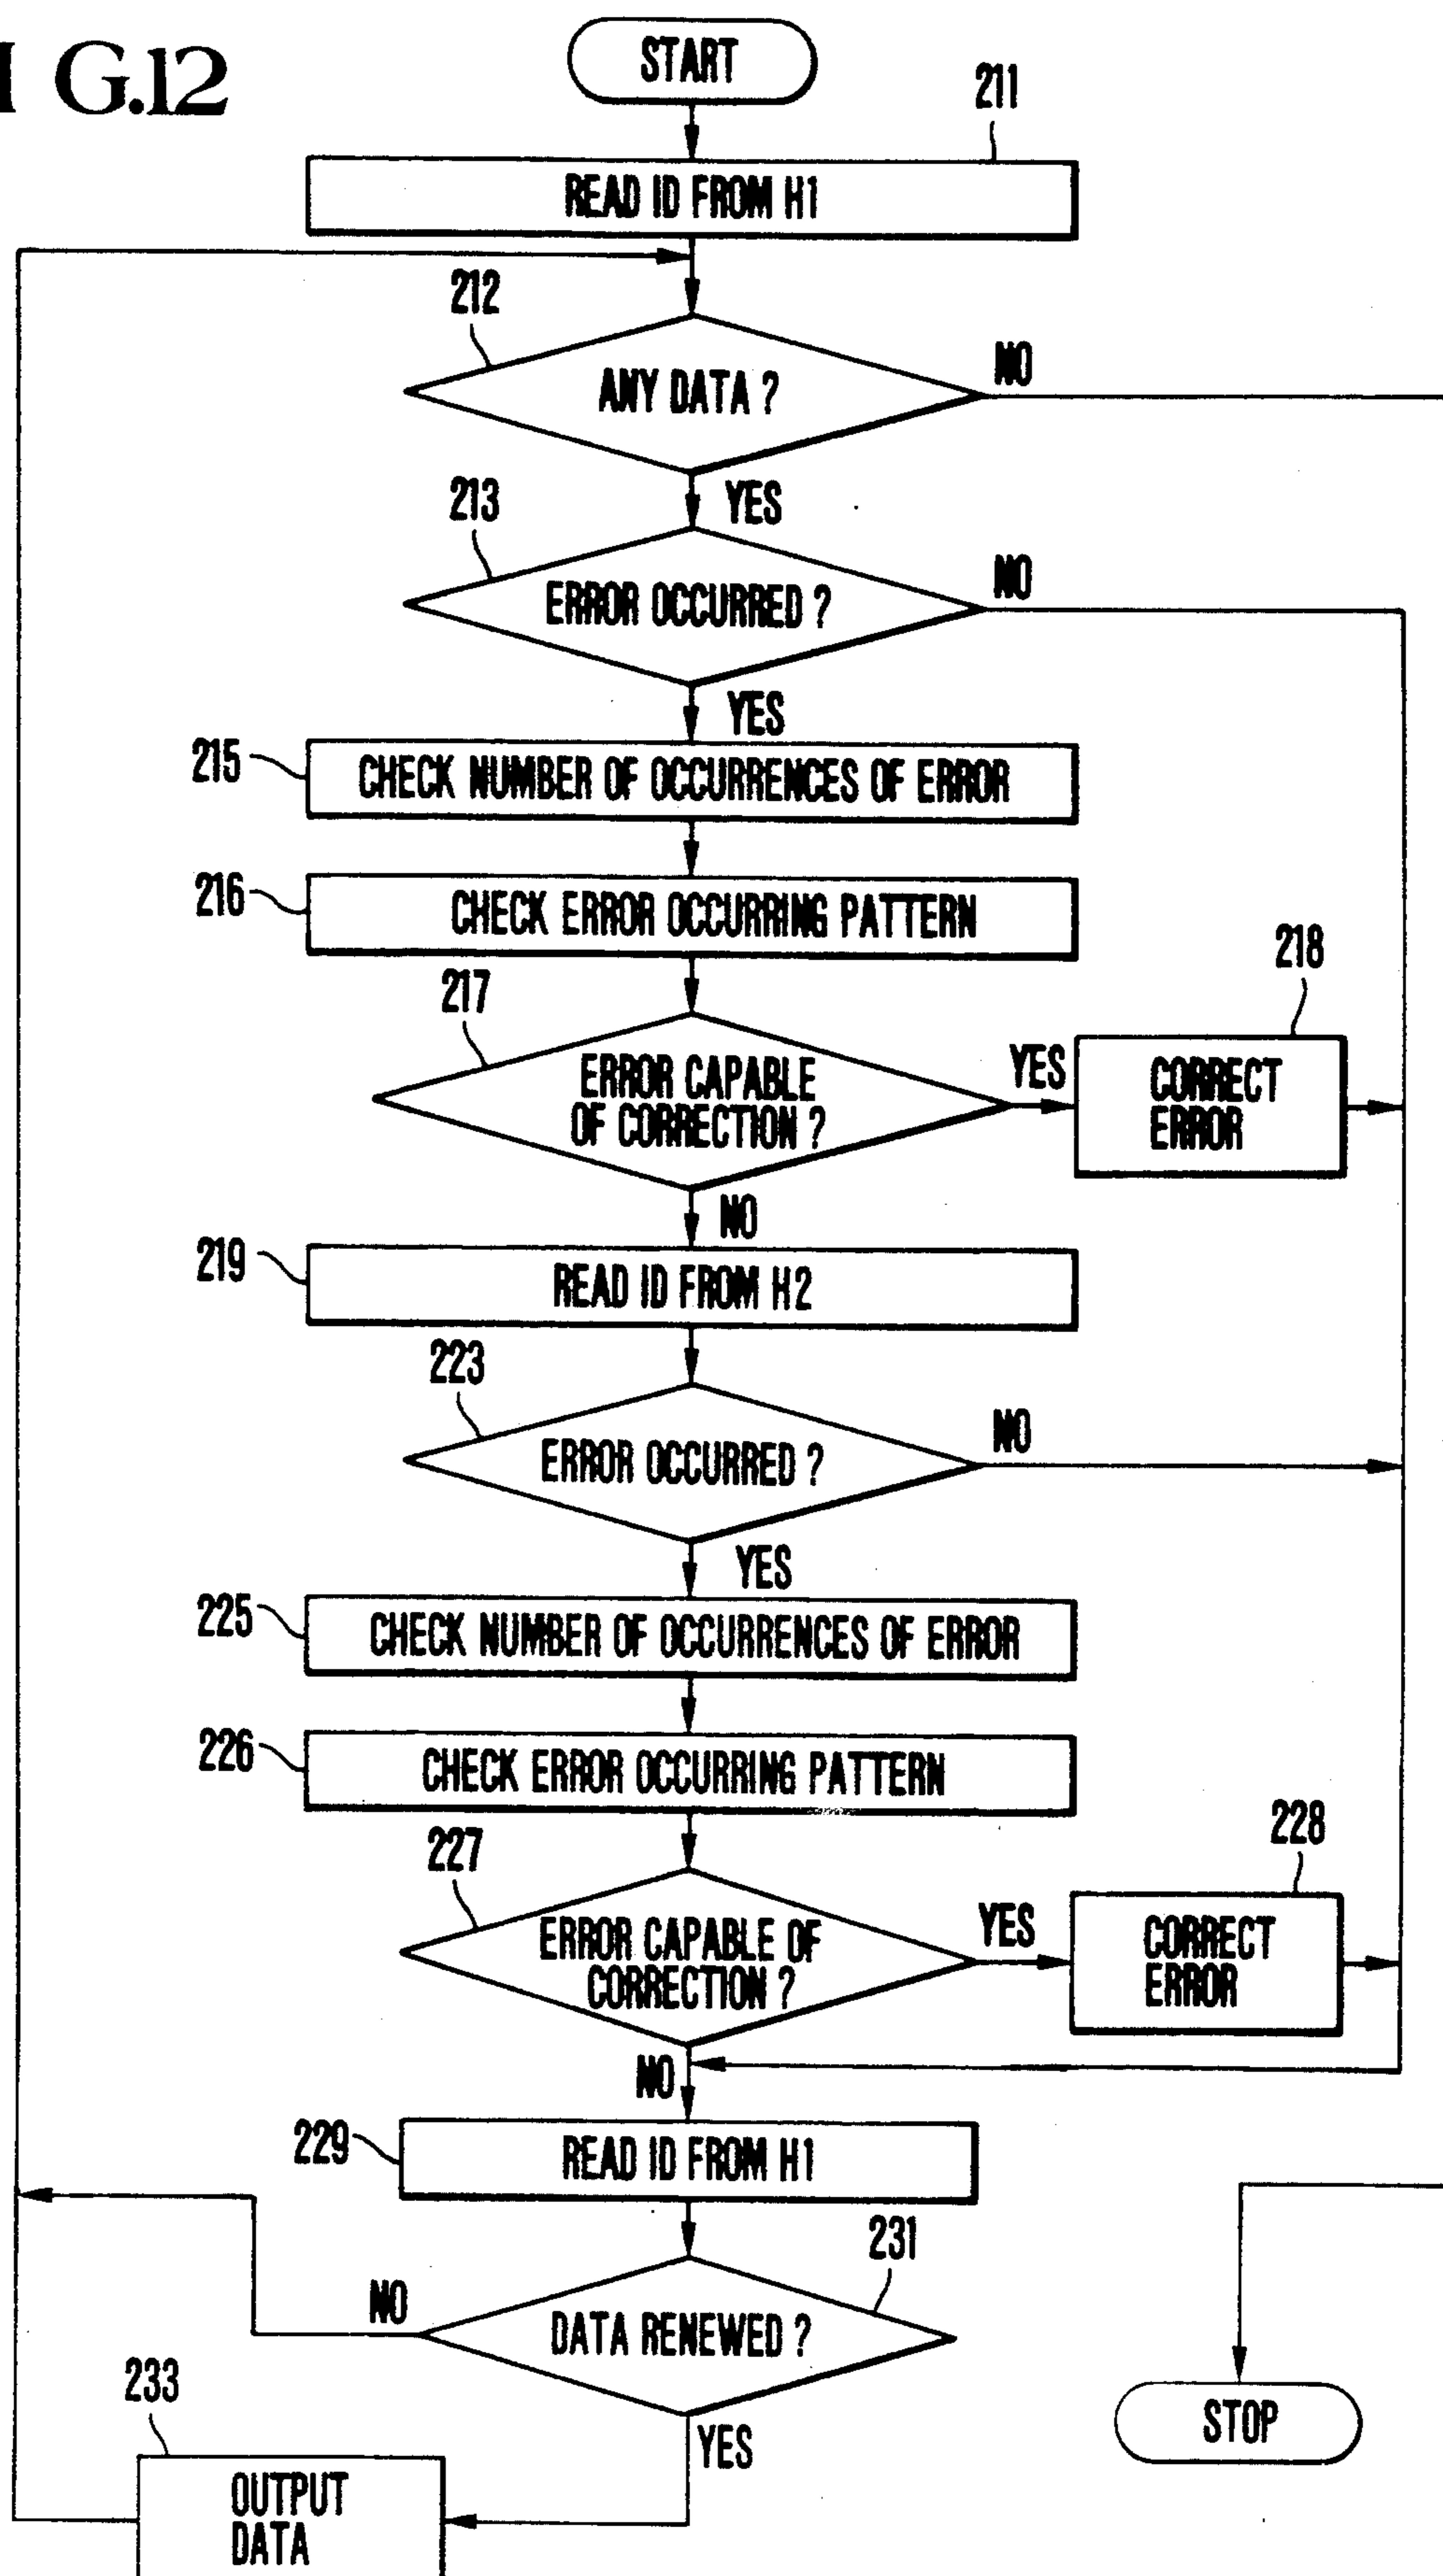 G.12
START
211
READ ID FROM H1
212
ANY DATA ?
NO
YES
213
ERROR OCCURRED ?
NO
YES
215
CHECK NUMBER OF OCCURRENCES OF ERROR
216
CHECK ERROR OCCURRING PATTERN
217
ERROR CAPABLE
OF CORRECTION ?
YES
218
CORRECT
ERROR
NO
219
READ ID FROM H2
223
ERROR OCCURRED ?
NO
YES
225
CHECK NUMBER OF OCCURRENCES OF ERROR
226
CHECK ERROR OCCURRING PATTERN
227
ERROR CAPABLE OF
CORRECTION ?
YES
228
CORRECT
ERROR
NO
229
READ ID FROM H1
231
DATA RENEWED ?
NO
YES
233
OUTPUT
DATA
STOP